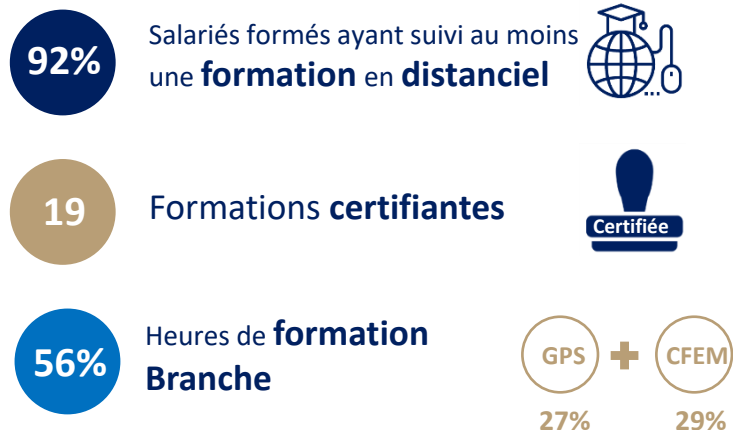 92%
Salariés formés ayant suivi au moins
une formation en distanciel
19
Formations certifiantes
Certifiée
56%
Heures de formation
Branche
GPS
CFEM
27%
29%